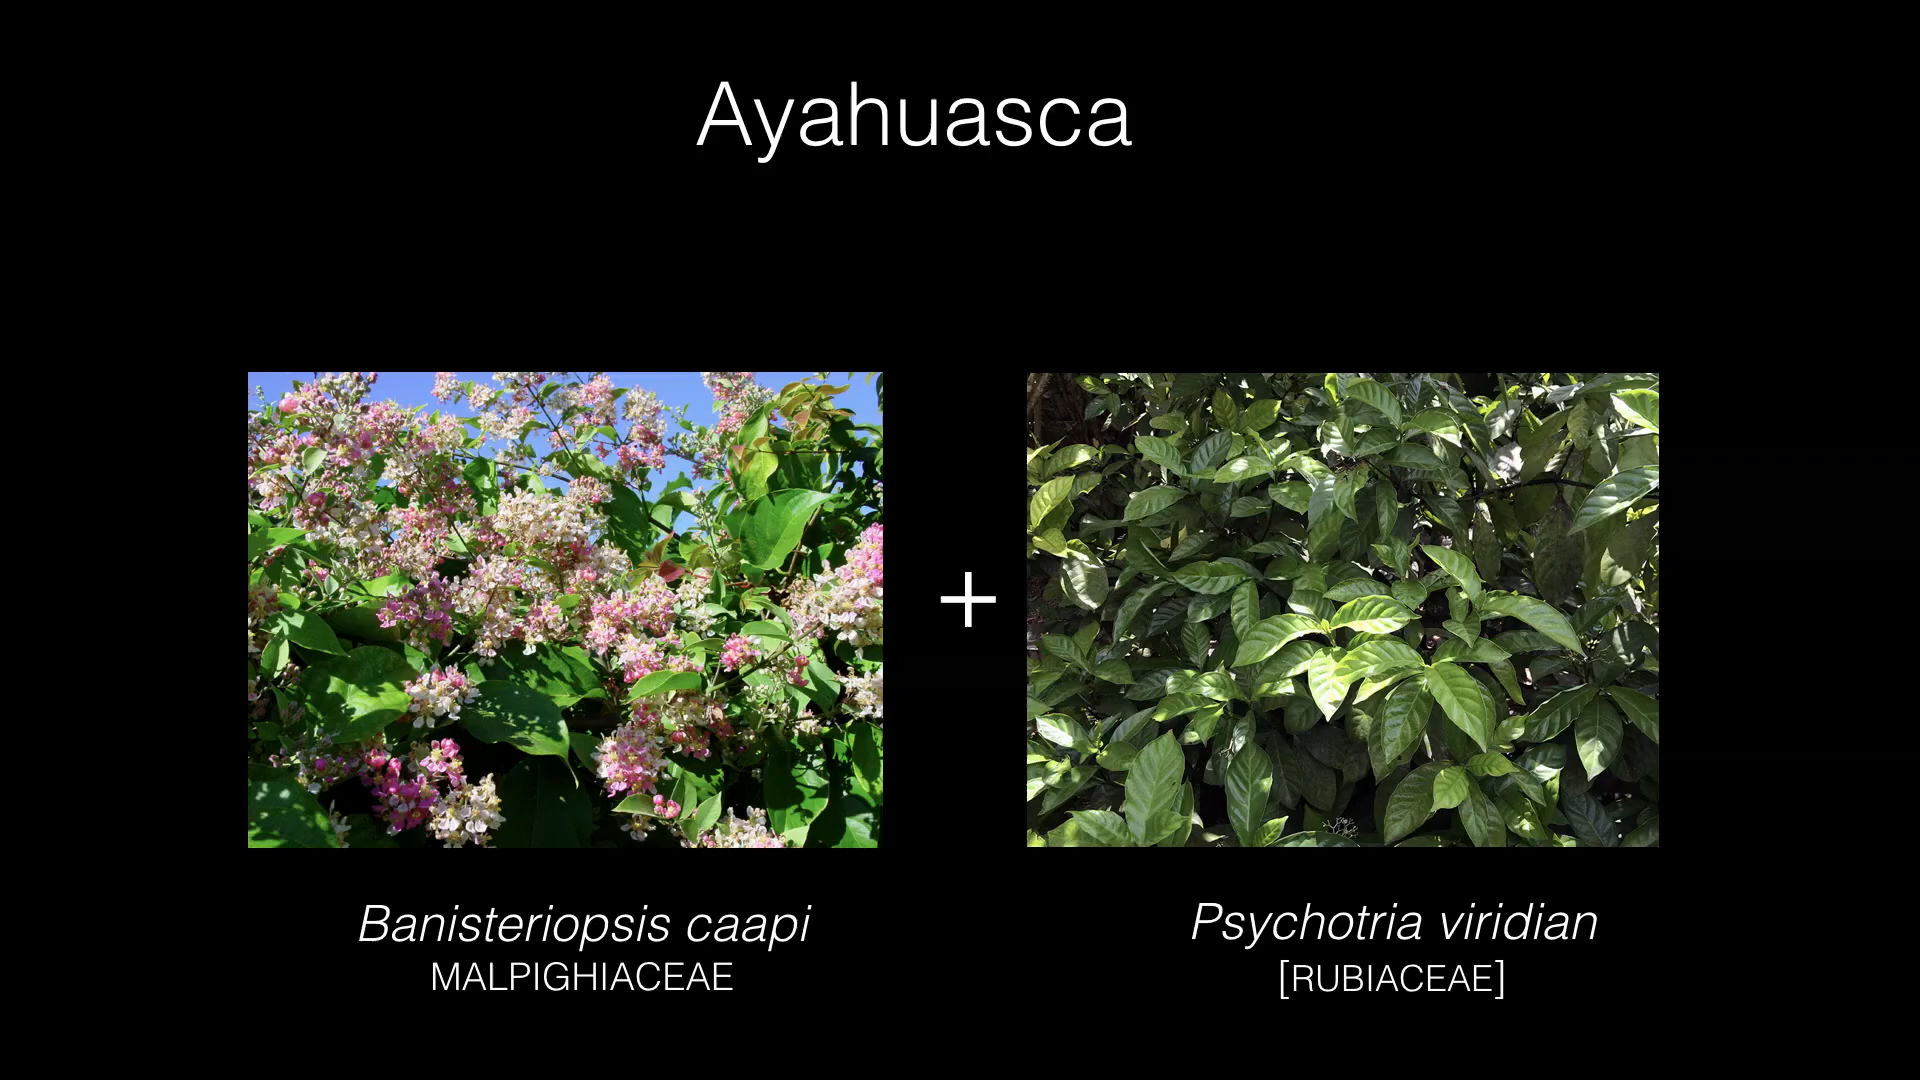 Ayahuasca
+
Banisteriopsis caapi
MALPIGHIACEAE
Psychotria viridian
[RUBIACEAE]